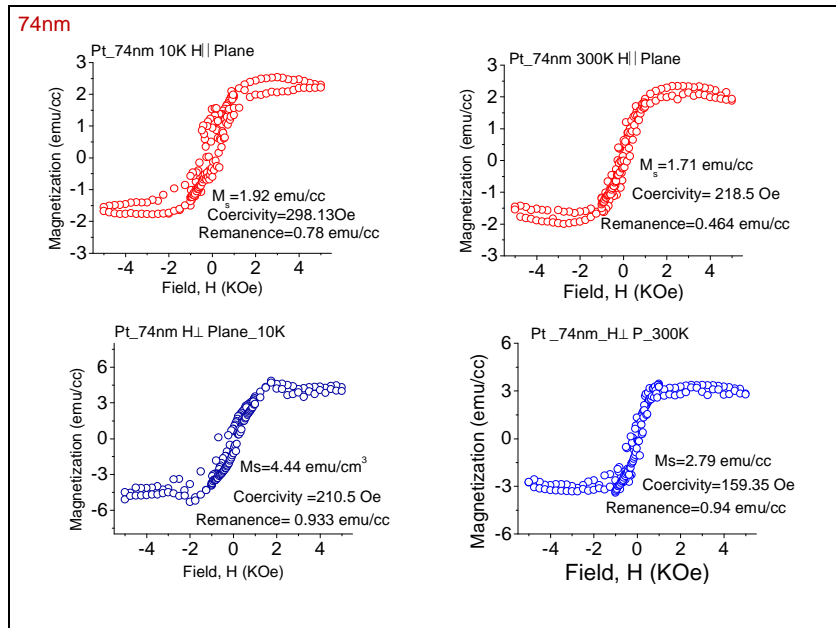 74nm
Pt_74nm 10K H|| Plane
3
2
1
0
-1
-2
-3
Magnetization (emu/cc)
Ms=1.92 emu/cc
Coercivity=298.13Oe
Remanence=0.78 emu/cc
-4 -2 0 2 4
Field, H (KOe)
Pt_74nm 300K H|| Plane
3
2
1
0
-1
-2
-3
Magnetization (emu/cc)
Ms=1.71 emu/cc
Coercivity= 218.5 Oe
Remanence=0.464 emu/cc
-4 -2 0 2 4
Field, H (KOe)
Pt_74nm H⊥ Plane_10K
6
3
0
-3
-6
Magnetization (emu/cc)
Ms=4.44 emu/cm³
Coercivity =210.5 Oe
Remanence= 0.933 emu/cc
-4 -2 0 2 4
Field, H (KOe)
Pt _74nm_H⊥ P_300K
6
3
0
-3
-6
Magnetization (emu/cc)
Ms=2.79 emu/cc
Coercivity=159.35 Oe
Remanence=0.94 emu/cc
-4 -2 0 2 4
Field, H (KOe)